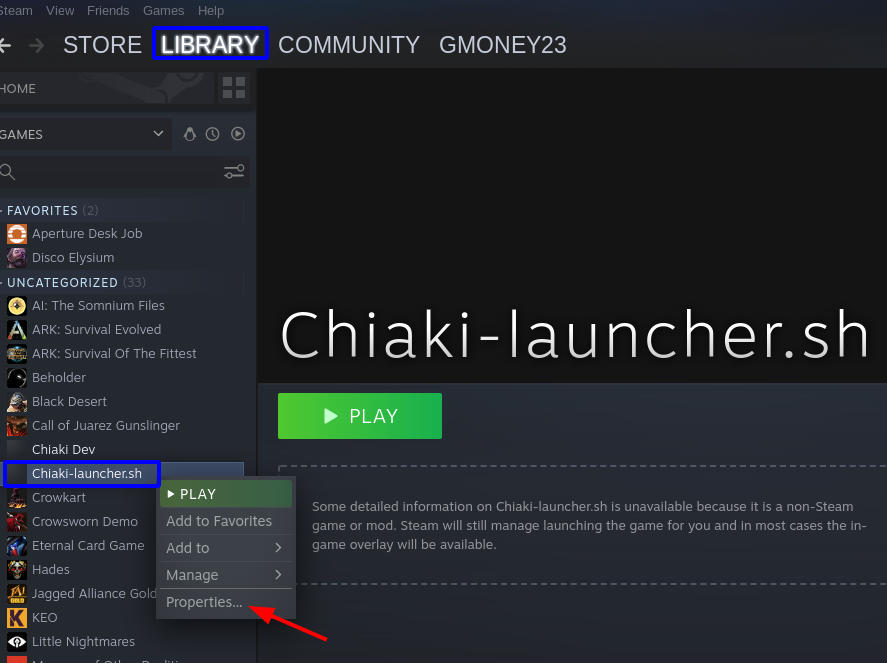 Steam View Friends Games Help
STORE LIBRARY COMMUNITY GMONEY23
HOME
GAMES
- FAVORITES (2)
Aperture Desk Job
Disco Elysium
- UNCATEGORIZED (33)
AI: The Somnium Files
ARK: Survival Evolved
ARK: Survival Of The Fittest
Beholder
Black Desert
Call of Juarez Gunslinger
Chiaki Dev
Chiaki-launcher.sh
Crowkart
Crowsworn Demo
Eternal Card Game
Hades
Jagged Alliance Gold
KEO
Little Nightmares
PLAY
Add to Favorites
Add to
Manage
Properties...
Chiaki-launcher.sh
PLAY
Some detailed information on Chiaki-launcher.sh is unavailable because it is a non-Steam
game or mod. Steam will still manage launching the game for you and in most cases the in-
game overlay will be available.